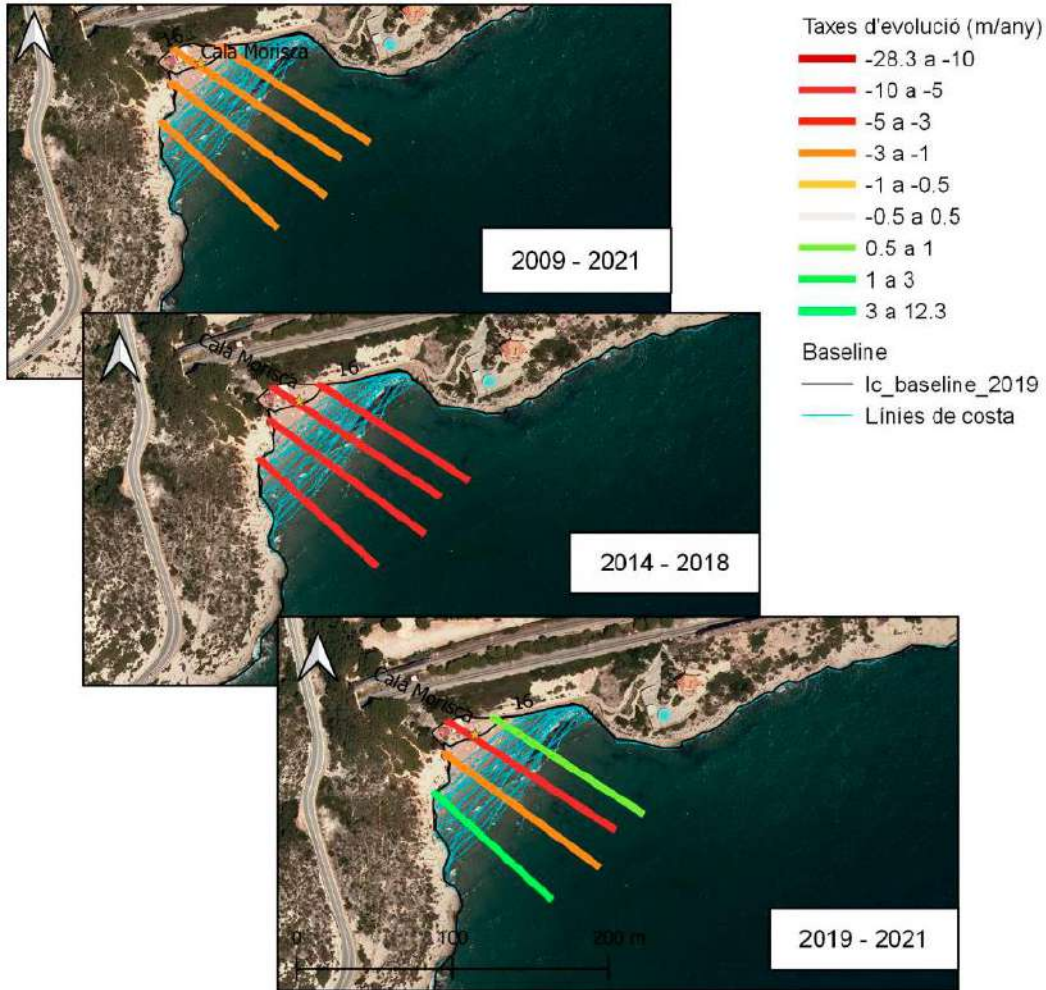 16
Cala Morisca
2009 - 2021
Cala Morisca
16
2014 - 2018
Cala Morisca
16
0 100 200 m
2019 - 2021
Taxes d'evolució (m/any)
-28.3 a -10
-10 a -5
-5 a -3
-3 a -1
-1 a -0.5
-0.5 a 0.5
0.5 a 1
1 a 3
3 a 12.3
Baseline
lc_baseline_2019
Línies de costa